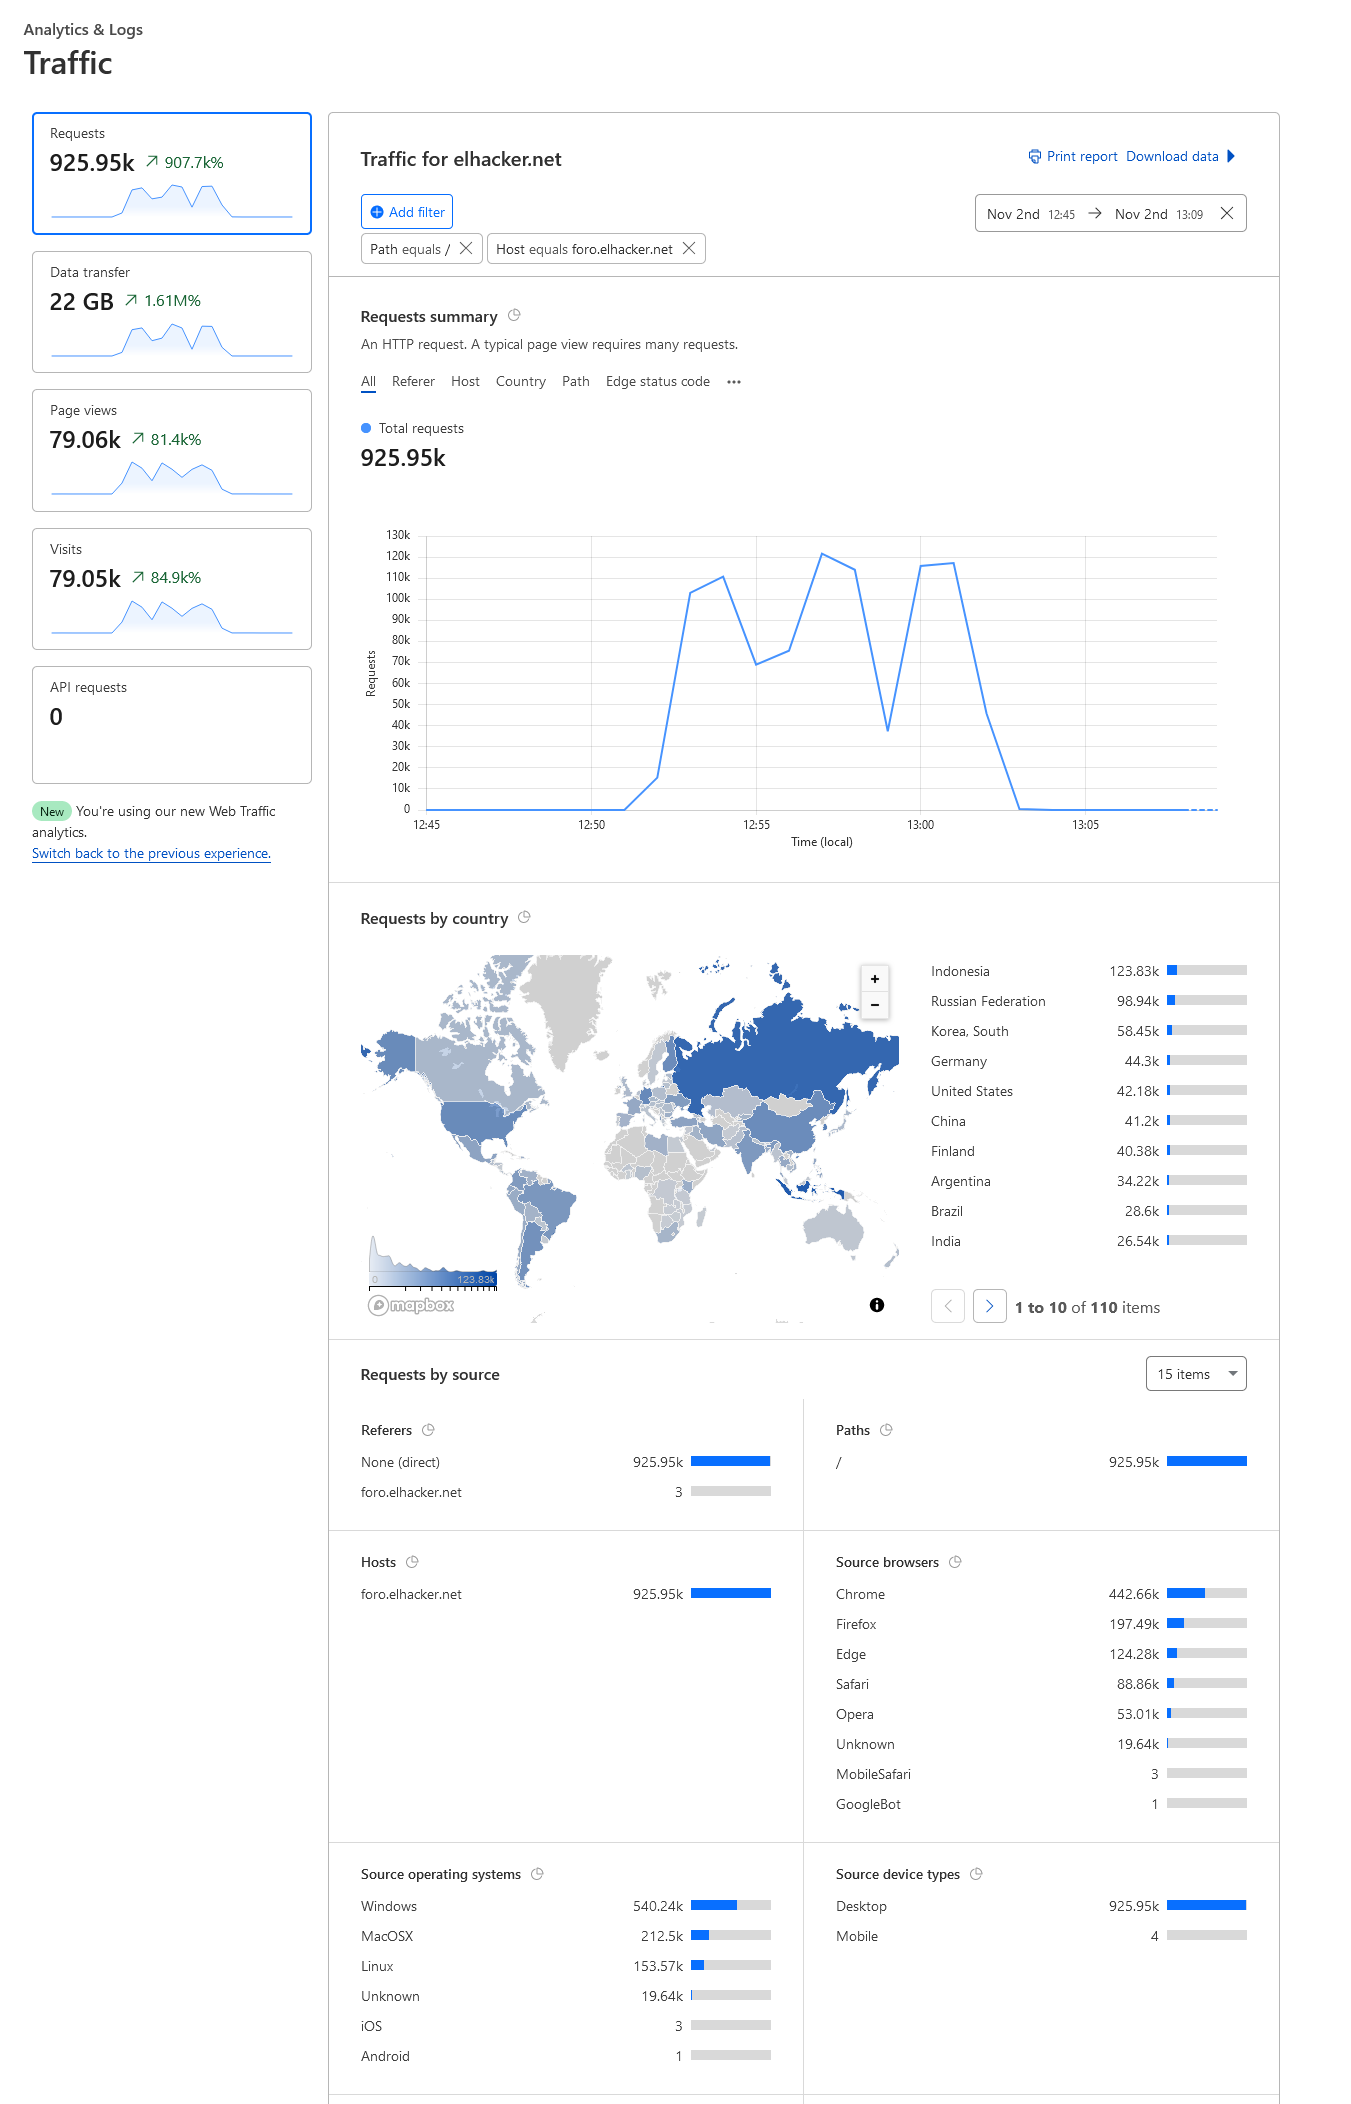 Analytics & Logs
Traffic
Requests
925.95k 907.7k%
Data transfer
22 GB 1.61M%
Page views
79.06k 81.4k%
Visits
79.05k 84.9k%
API requests
0
New You're using our new Web Traffic
analytics.
Switch back to the previous experience.
Traffic for elhacker.net
Print report Download data
Add filter
Nov 2nd 12:45 → Nov 2nd 13:09
Path equals /
Host equals foro.elhacker.net
Requests summary
An HTTP request. A typical page view requires many requests.
All Referer Host Country Path Edge status code •••
Total requests
925.95k
130k
120k
110k
100k
90k
80k
70k
60k
50k
40k
30k
20k
10k
0
Requests
12:45 12:50 12:55 13:00 13:05
Time (local)
Requests by country
+
−
0 123.83k
mapbox
Indonesia 123.83k
Russian Federation 98.94k
Korea, South 58.45k
Germany 44.3k
United States 42.18k
China 41.2k
Finland 40.38k
Argentina 34.22k
Brazil 28.6k
India 26.54k
1 to 10 of 110 items
Requests by source
15 items
Referers
None (direct) 925.95k
foro.elhacker.net 3
Paths
/ 925.95k
Hosts
foro.elhacker.net 925.95k
Source browsers
Chrome 442.66k
Firefox 197.49k
Edge 124.28k
Safari 88.86k
Opera 53.01k
Unknown 19.64k
MobileSafari 3
GoogleBot 1
Source operating systems
Windows 540.24k
MacOSX 212.5k
Linux 153.57k
Unknown 19.64k
iOS 3
Android 1
Source device types
Desktop 925.95k
Mobile 4